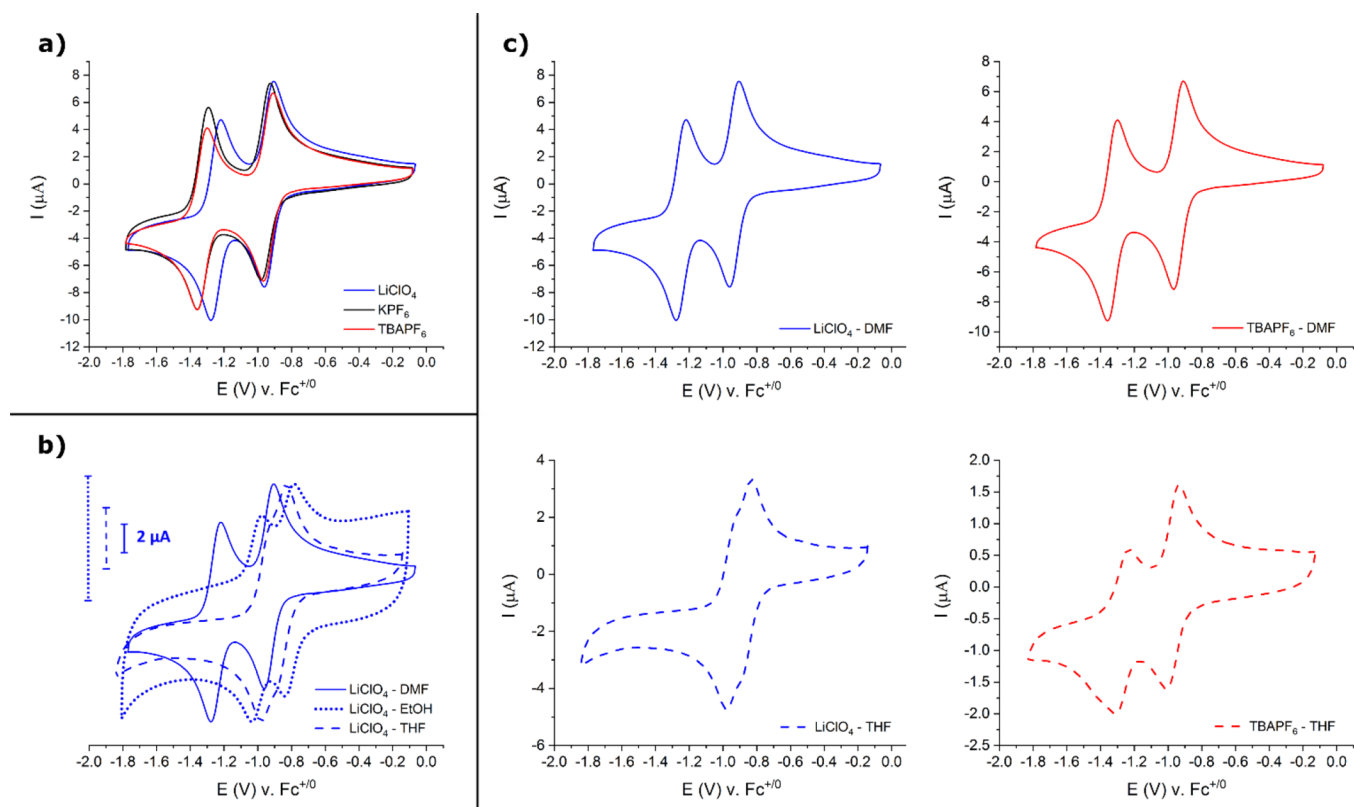 a)
8
6
4
2
0
-2
-4
-6
-8
-10
-12
I (μA)
LiClO4
KPF6
TBAPF6
-2.0 -1.8 -1.6 -1.4 -1.2 -1.0 -0.8 -0.6 -0.4 -0.2 0.0
E (V) v. Fc+/0
b)
2 μA
LiClO4 - DMF
LiClO4 - EtOH
LiClO4 - THF
-2.0 -1.8 -1.6 -1.4 -1.2 -1.0 -0.8 -0.6 -0.4 -0.2 0.0
E (V) v. Fc+/0
c)
8
6
4
2
0
-2
-4
-6
-8
-10
-12
I (μA)
LiClO4 - DMF
-2.0 -1.8 -1.6 -1.4 -1.2 -1.0 -0.8 -0.6 -0.4 -0.2 0.0
E (V) v. Fc+/0
8
6
4
2
0
-2
-4
-6
-8
-10
I (μA)
TBAPF6 - DMF
-2.0 -1.8 -1.6 -1.4 -1.2 -1.0 -0.8 -0.6 -0.4 -0.2 0.0
E (V) v. Fc+/0
4
2
0
-2
-4
-6
I (μA)
LiClO4 - THF
-2.0 -1.8 -1.6 -1.4 -1.2 -1.0 -0.8 -0.6 -0.4 -0.2 0.0
E (V) v. Fc+/0
2.0
1.5
1.0
0.5
0.0
-0.5
-1.0
-1.5
-2.0
-2.5
I (μA)
TBAPF6 - THF
-2.0 -1.8 -1.6 -1.4 -1.2 -1.0 -0.8 -0.6 -0.4 -0.2 0.0
E (V) v. Fc+/0